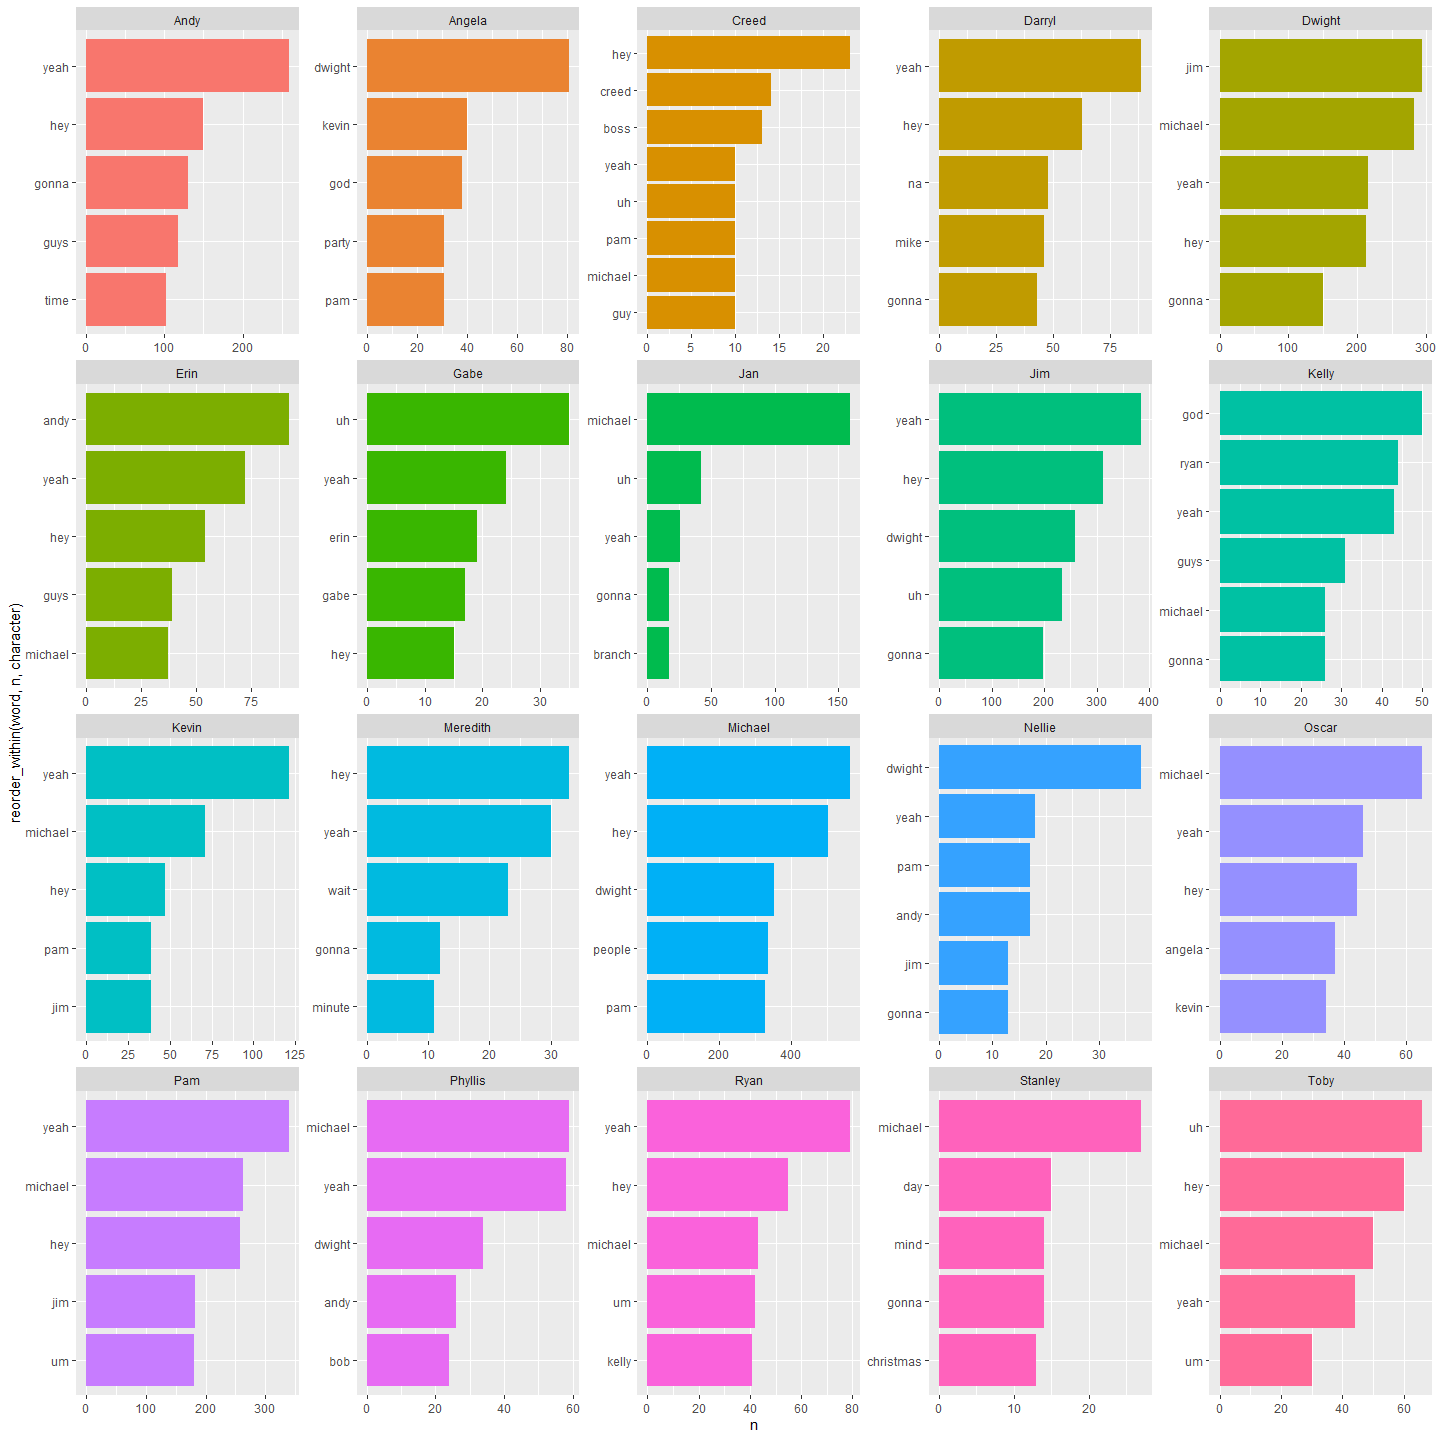 Andy
Angela
Creed
Darryl
Dwight
yeah
hey
gonna
guys
time
0 100 200
dwight
kevin
god
party
pam
0 20 40 60 80
hey
creed
boss
yeah
uh
pam
michael
guy
0 5 10 15 20
yeah
hey
na
mike
gonna
0 25 50 75
jim
michael
yeah
hey
gonna
0 100 200 300
Erin
Gabe
Jan
Jim
Kelly
andy
yeah
hey
guys
michael
0 25 50 75
uh
yeah
erin
gabe
hey
0 10 20 30
michael
uh
yeah
gonna
branch
0 50 100 150
yeah
hey
dwight
uh
gonna
0 100 200 300 400
god
ryan
yeah
guys
michael
gonna
0 10 20 30 40 50
reorder_within(word, n, character)
Kevin
Meredith
Michael
Nellie
Oscar
yeah
michael
hey
pam
jim
0 25 50 75 100 125
hey
yeah
wait
gonna
minute
0 10 20 30
yeah
hey
dwight
people
pam
0 200 400
dwight
yeah
pam
andy
jim
gonna
0 10 20 30
michael
yeah
hey
angela
kevin
0 20 40 60
Pam
Phyllis
Ryan
Stanley
Toby
yeah
michael
hey
jim
um
0 100 200 300
michael
yeah
dwight
andy
bob
0 20 40 60
yeah
hey
michael
um
kelly
0 20 40 60 80
michael
day
mind
gonna
christmas
0 10 20
uh
hey
michael
yeah
um
0 20 40 60
n